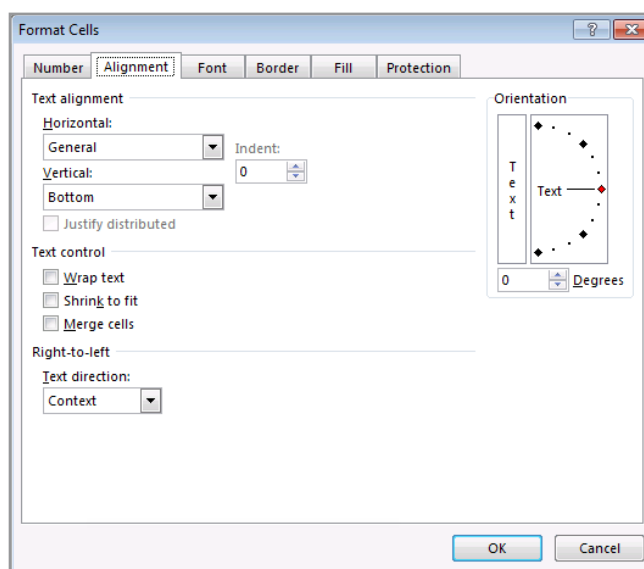 Format Cells
Number Alignment Font Border Fill Protection
Text alignment
Horizontal:
General
Indent:
0
Vertical:
Bottom
Justify distributed
Text control
Wrap text
Shrink to fit
Merge cells
Right-to-left
Text direction:
Context
Orientation
Text
Text
0 Degrees
OK Cancel